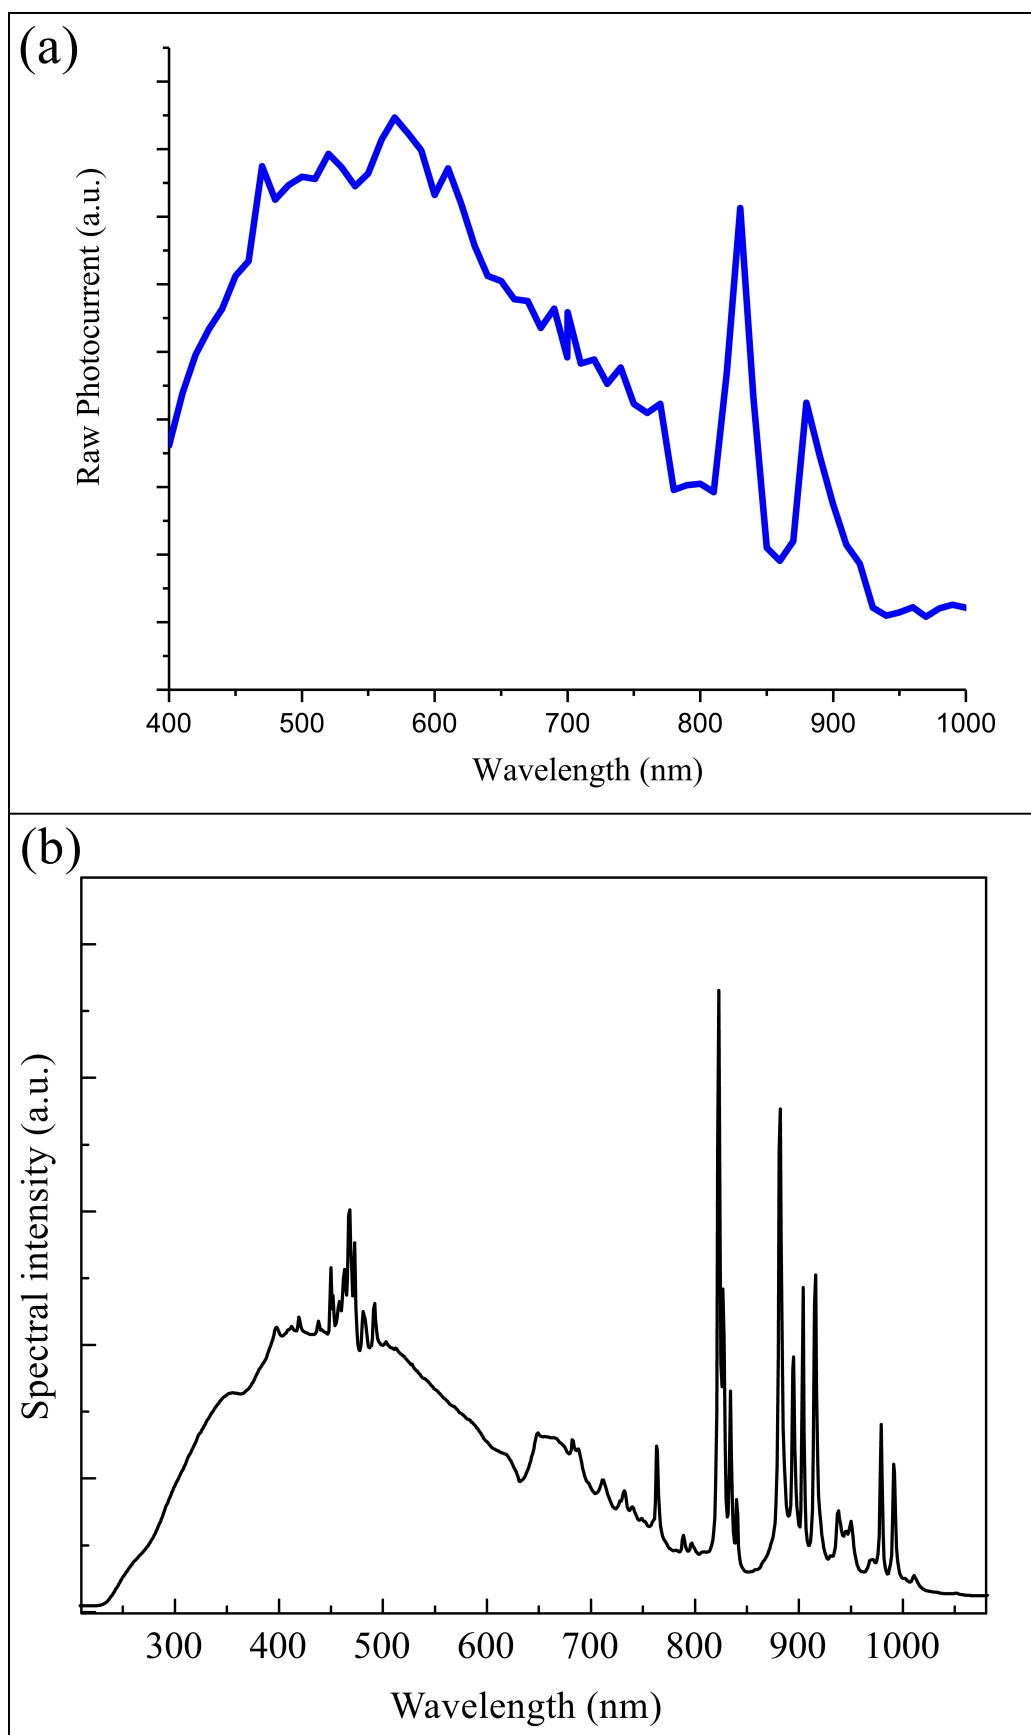 (a)
Raw Photocurrent (a.u.)
400 500 600 700 800 900 1000
Wavelength (nm)
(b)
Spectral intensity (a.u.)
300 400 500 600 700 800 900 1000
Wavelength (nm)